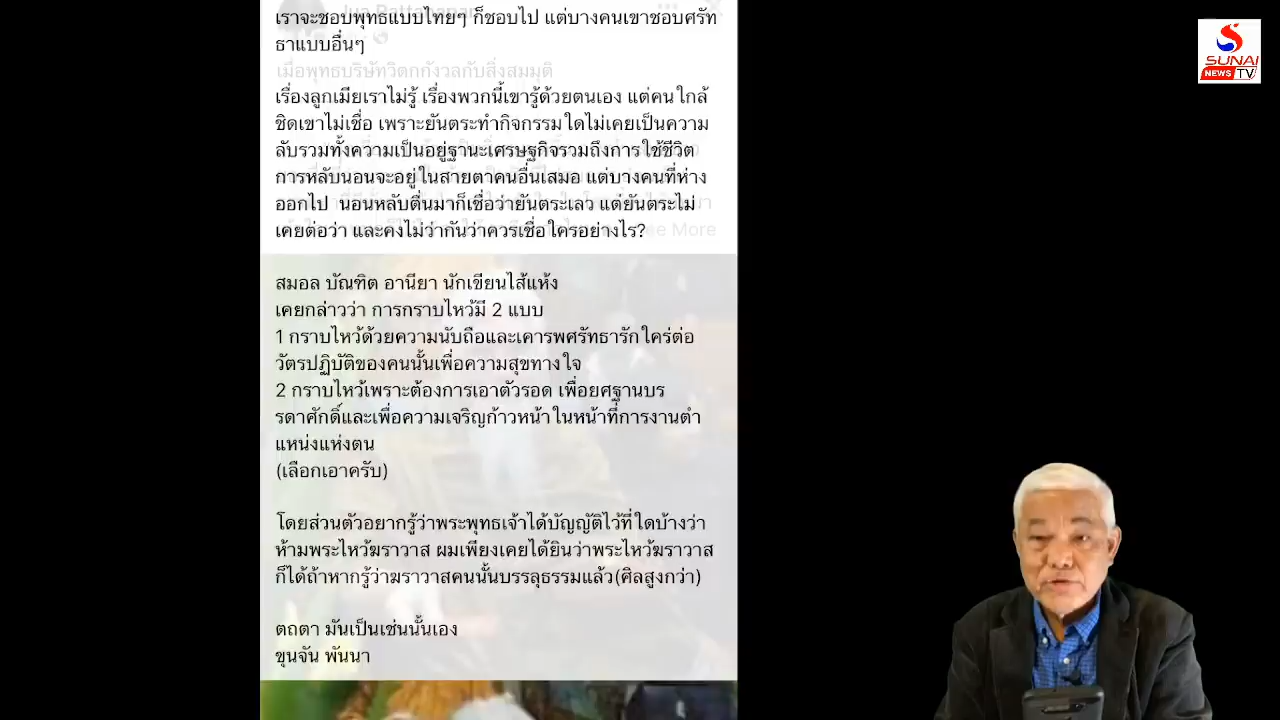 เราจะชอบพุทธแบบไทยๆ ก็ชอบไป แต่บางคนเขาชอบศรัท
ธาแบบอื่นๆ
เมื่อพุทธบริษัทวิตกกังวลกับสิ่งสมมุติ
เรื่องลูกเมียเราไม่รู้ เรื่องพวกนี้เขารู้ด้วยตนเอง แต่คนใกล้
ชิดเขาไม่เชื่อ เพราะยันตระทำกิจกรรมใดไม่เคยเป็นความ
ลับรวมทั้งความเป็นอยู่ฐานะเศรษฐกิจรวมถึงการใช้ชีวิต
การหลับนอนจะอยู่ในสายตาคนอื่นเสมอ แต่บางคนที่ห่าง
ออกไป นอนหลับตื่นมาก็เชื่อว่ายันตระเลว แต่ยันตระไม่
เคยต่อว่า และคงไม่ว่ากันว่าควรเชื่อใครอย่างไร?
See More
สมอล บัณฑิต อานียา นักเขียนไส้แห้ง
เคยกล่าวว่า การกราบไหว้มี 2 แบบ
1 กราบไหว้ด้วยความนับถือและเคารพศรัทธารักใคร่ต่อ
วัตรปฏิบัติของคนนั้นเพื่อความสุขทางใจ
2 กราบไหว้เพราะต้องการเอาตัวรอด เพื่อยศฐานบร
รดาศักดิ์และเพื่อความเจริญก้าวหน้าในหน้าที่การงานตำ
แหน่งแห่งตน
(เลือกเอาครับ)
โดยส่วนตัวอยากรู้ว่าพระพุทธเจ้าได้บัญญัติไว้ที่ใดบ้างว่า
ห้ามพระไหว้ฆราวาส ผมเพียงเคยได้ยินว่าพระไหว้ฆราวาส
ก็ได้ถ้าหากรู้ว่าฆราวาสคนนั้นบรรลุธรรมแล้ว(ศิลสูงกว่า)
ตถตา มันเป็นเช่นนั้นเอง
ขุนจัน พันนา
SUNAI
NEWS TV